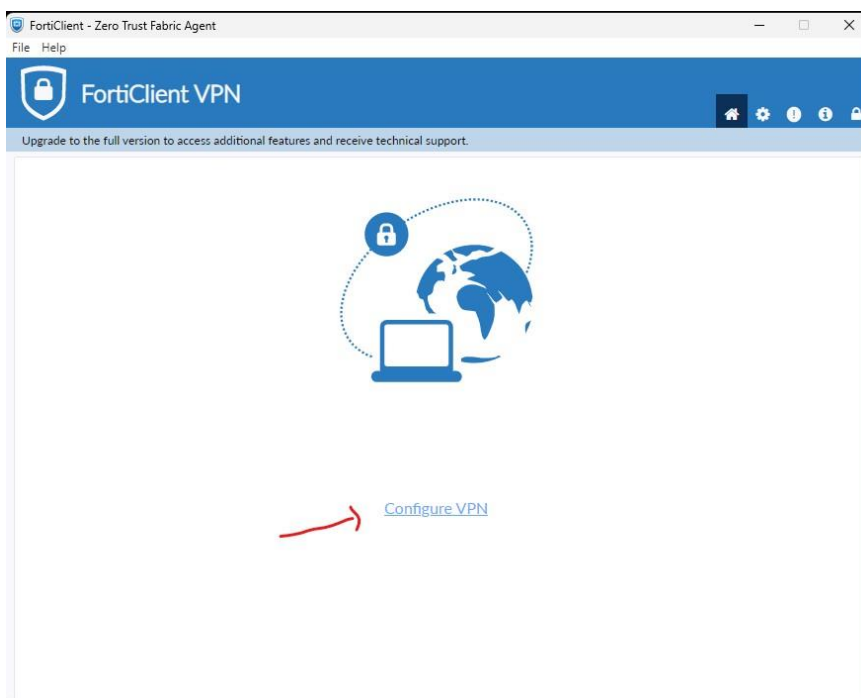 FortiClient - Zero Trust Fabric Agent
File Help
FortiClient VPN
Upgrade to the full version to access additional features and receive technical support.
Configure VPN